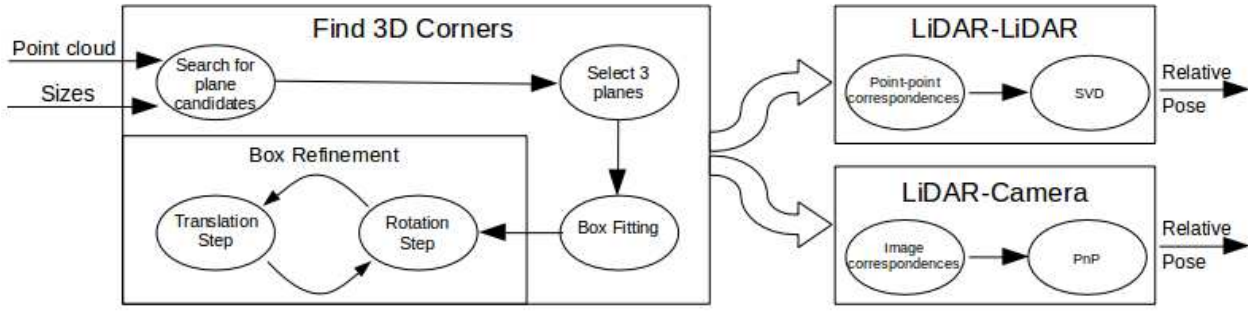 Find 3D Corners
Point cloud
Sizes
Search for
plane
candidates
Select 3
planes
Box Refinement
Translation
Step
Rotation
Step
Box Fitting
LiDAR-LiDAR
Point-point
correspondences
SVD
Relative
Pose
LiDAR-Camera
Image
correspondences
PnP
Relative
Pose